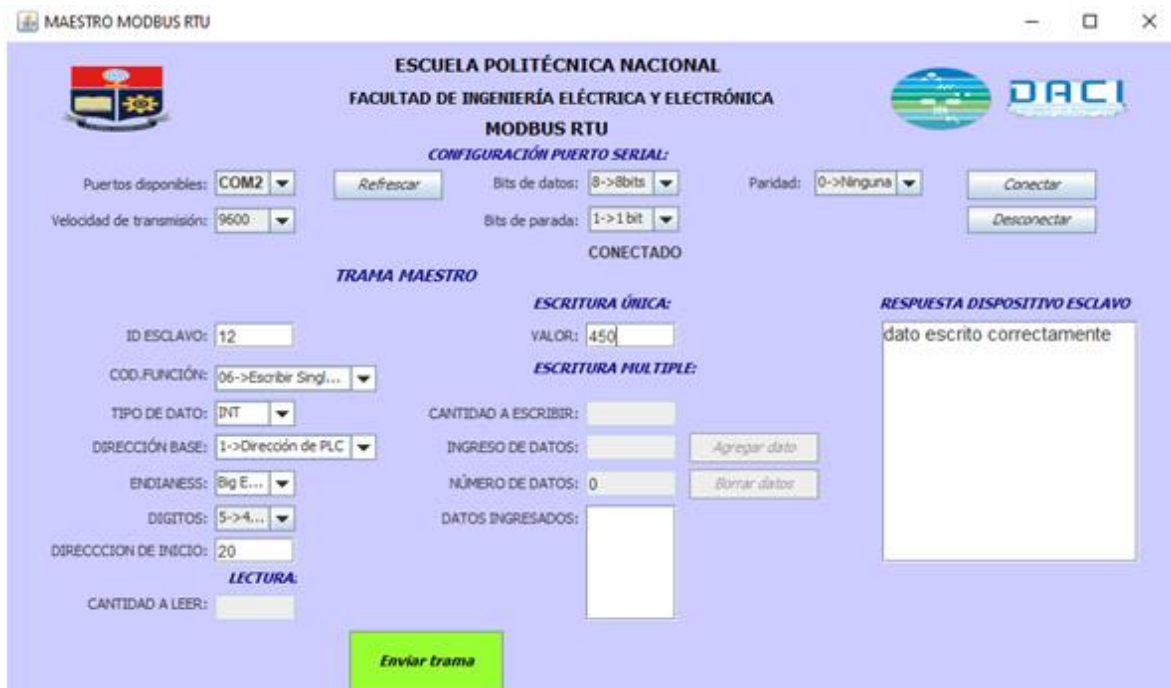 MAESTRO MODBUS RTU
ESCUELA POLITÉCNICA NACIONAL
FACULTAD DE INGENIERÍA ELÉCTRICA Y ELECTRÓNICA
DACI
MODBUS RTU
CONFIGURACIÓN PUERTO SERIAL:
Puertos disponibles: COM2 Refrescar Bits de datos: 8->8bits Paridad: 0->Ninguna Conectar
Velocidad de transmisión: 9600 Bits de parada: 1->1 bit Desconectar
CONECTADO
TRAMA MAESTRO
ESCRITURA ÚNICA: RESPUESTA DISPOSITIVO ESCLAVO
ID ESCLAVO: 12 VALOR: 450 dato escrito correctamente
COD.FUNCIÓN: 06->Escribir Singl... ESCRITURA MULTIPLE:
TIPO DE DATO: INT CANTIDAD A ESCRIBIR:
DIRECCIÓN BASE: 1->Dirección de PLC INGRESO DE DATOS: Agregar dato
ENDIANESS: Big E... NÚMERO DE DATOS: 0 Borrar datos
DIGITOS: 5->4... DATOS INGRESADOS:
DIRECCCION DE INICIO: 20
LECTURA:
CANTIDAD A LEER:
Enviar trama